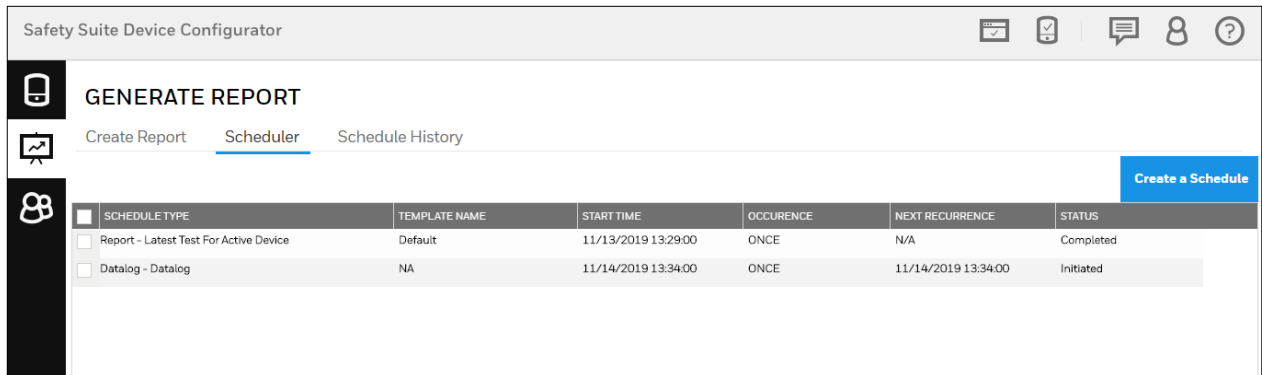 Safety Suite Device Configurator
GENERATE REPORT
Create Report Scheduler Schedule History
Create a Schedule
SCHEDULE TYPE TEMPLATE NAME START TIME OCCURENCE NEXT RECURRENCE STATUS
Report - Latest Test For Active Device Default 11/13/2019 13:29:00 ONCE N/A Completed
Datalog - Datalog NA 11/14/2019 13:34:00 ONCE 11/14/2019 13:34:00 Initiated